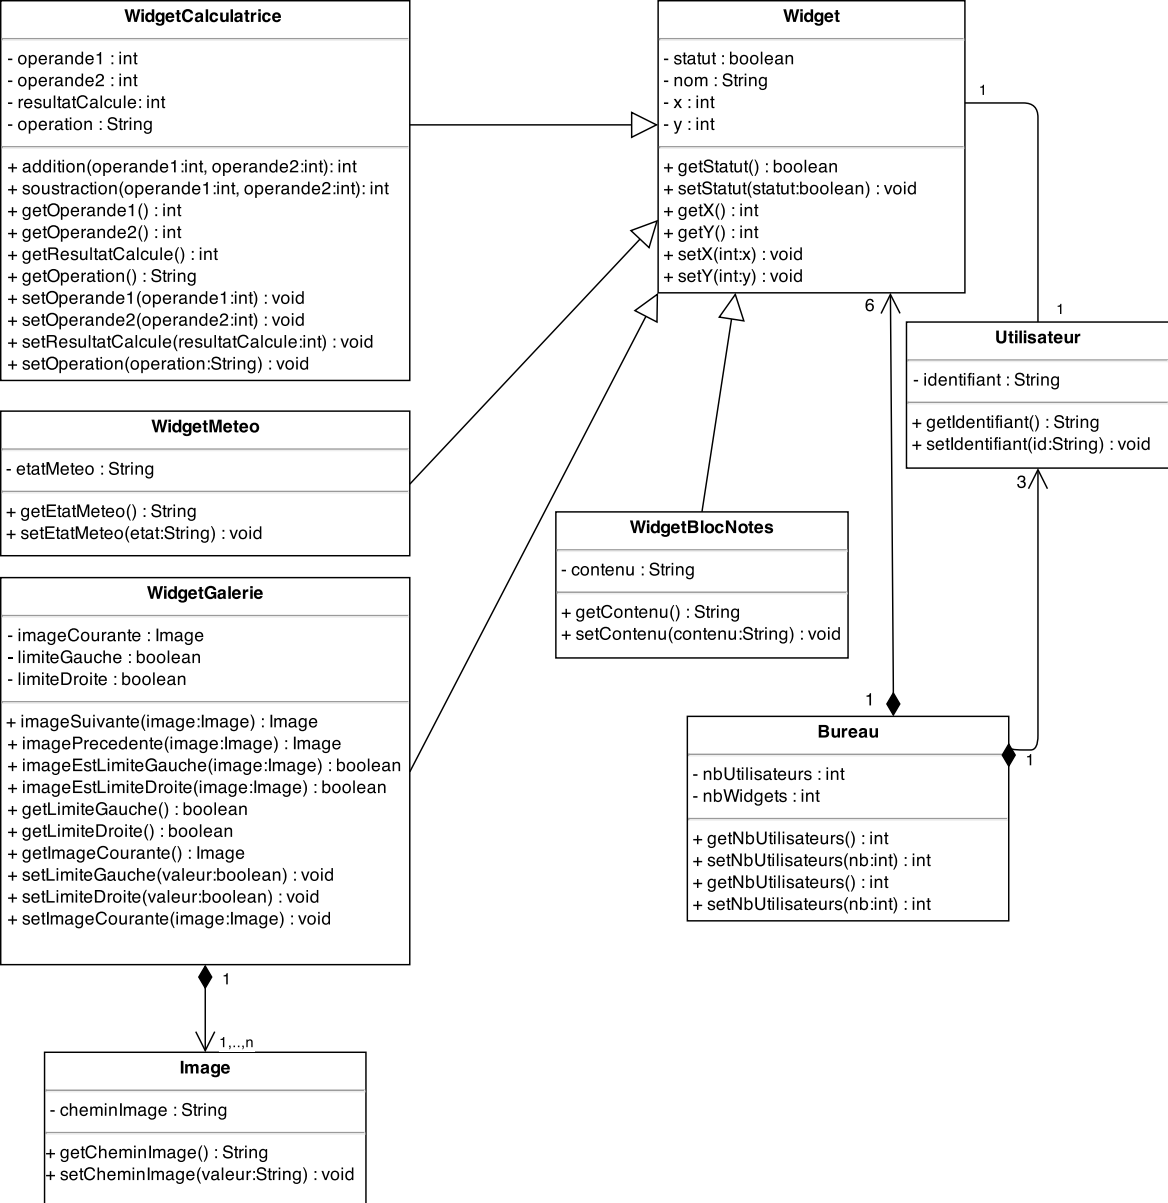 WidgetCalculatrice
- operande1 : int
- operande2 : int
- resultatCalcule: int
- operation : String
+ addition(operande1:int, operande2:int): int
+ soustraction(operande1:int, operande2:int): int
+ getOperande1() : int
+ getOperande2() : int
+ getResultatCalcule() : int
+ getOperation() : String
+ setOperande1(operande1:int) : void
+ setOperande2(operande2:int) : void
+ setResultatCalcule(resultatCalcule:int) : void
+ setOperation(operation:String) : void
Widget
- statut : boolean
- nom : String
- x : int
- y : int
+ getStatut() : boolean
+ setStatut(statut:boolean) : void
+ getX() : int
+ getY() : int
+ setX(int:x) : void
+ setY(int:y) : void
1
1
6
Utilisateur
- identifiant : String
+ getIdentifiant() : String
+ setIdentifiant(id:String) : void
3
WidgetMeteo
- etatMeteo : String
+ getEtatMeteo() : String
+ setEtatMeteo(etat:String) : void
WidgetBlocNotes
- contenu : String
+ getContenu() : String
+ setContenu(contenu:String) : void
WidgetGalerie
- imageCourante : Image
- limiteGauche : boolean
- limiteDroite : boolean
+ imageSuivante(image:Image) : Image
+ imagePrecedente(image:Image) : Image
+ imageEstLimiteGauche(image:Image) : boolean
+ imageEstLimiteDroite(image:Image) : boolean
+ getLimiteGauche() : boolean
+ getLimiteDroite() : boolean
+ getImageCourante() : Image
+ setLimiteGauche(valeur:boolean) : void
+ setLimiteDroite(valeur:boolean) : void
+ setImageCourante(image:Image) : void
1
Bureau
1
- nbUtilisateurs : int
- nbWidgets : int
+ getNbUtilisateurs() : int
+ setNbUtilisateurs(nb:int) : int
+ getNbUtilisateurs() : int
+ setNbUtilisateurs(nb:int) : int
1
1,..,n
Image
- cheminImage : String
+ getCheminImage() : String
+ setCheminImage(valeur:String) : void